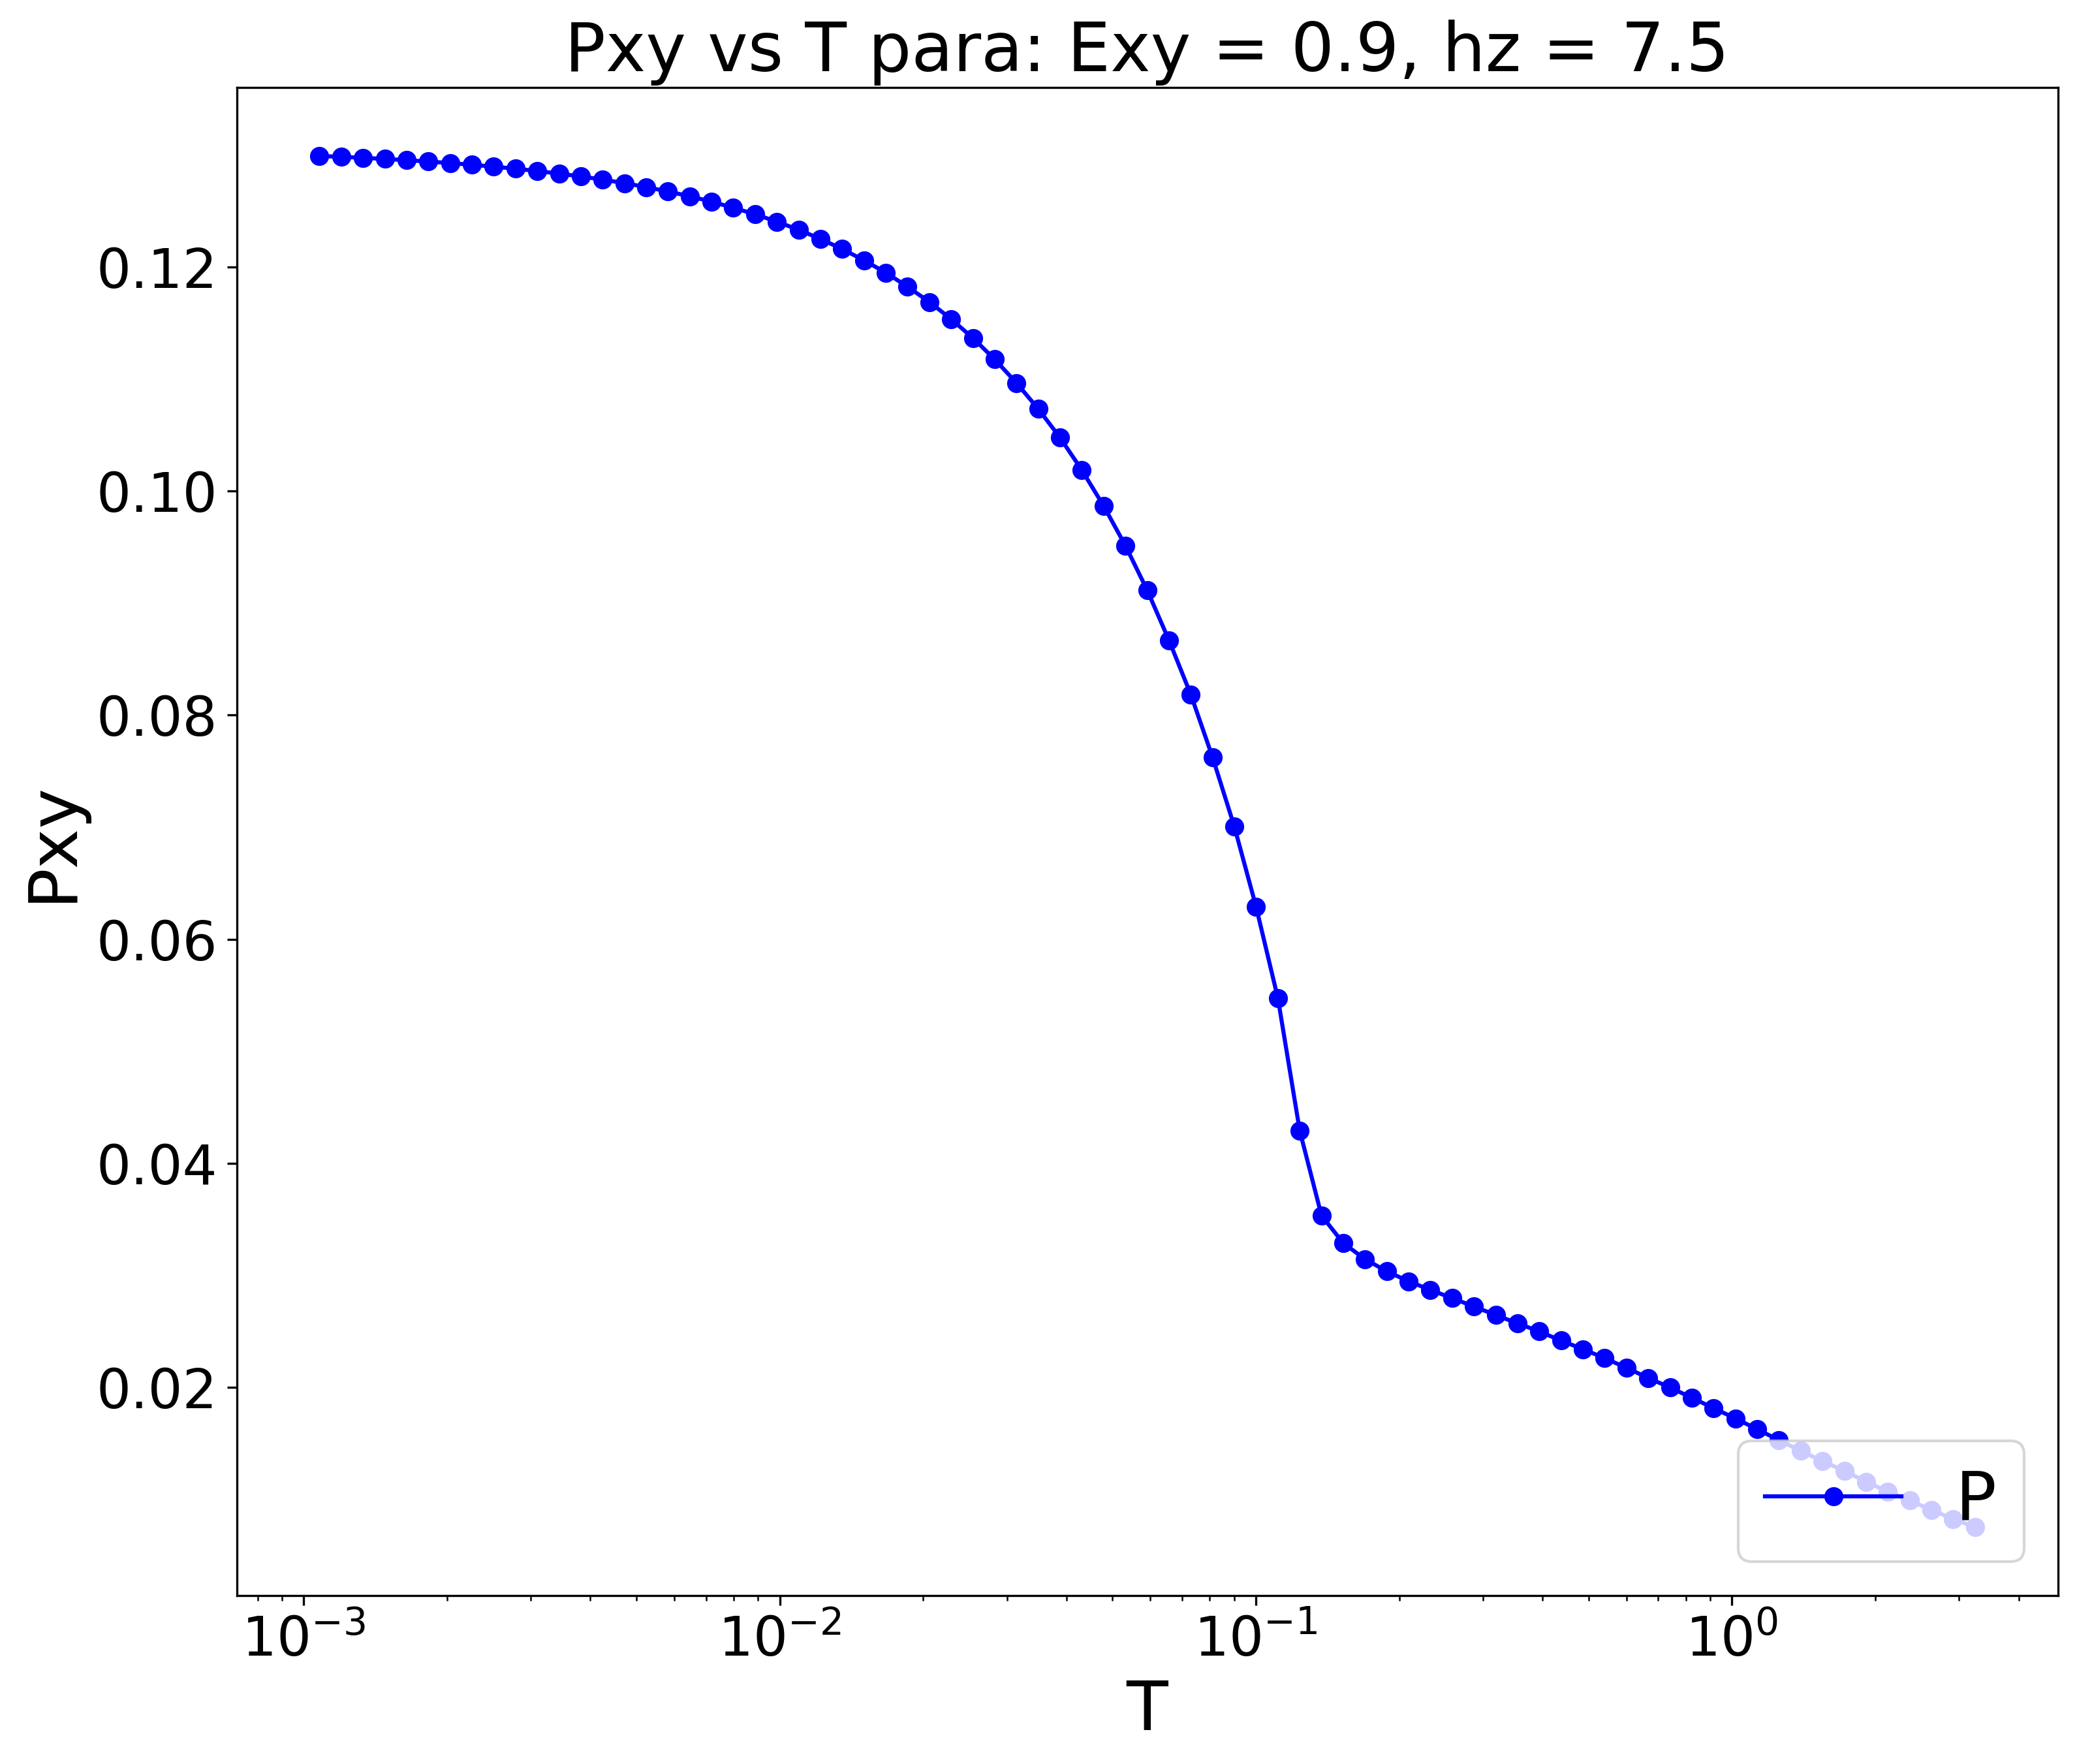 Pxy vs T para: Exy = 0.9, hz = 7.5
0.12
0.10
0.08
0.06
0.04
0.02
Pxy
10⁻³ 10⁻² 10⁻¹ 10⁰
T
P